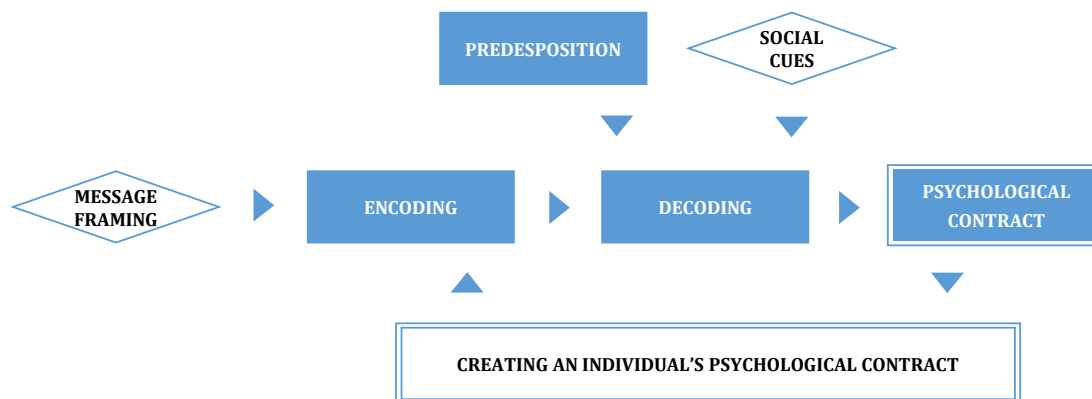 PREDESPOSITION
SOCIAL
CUES
MESSAGE
FRAMING
ENCODING
DECODING
PSYCHOLOGICAL
CONTRACT
CREATING AN INDIVIDUAL’S PSYCHOLOGICAL CONTRACT